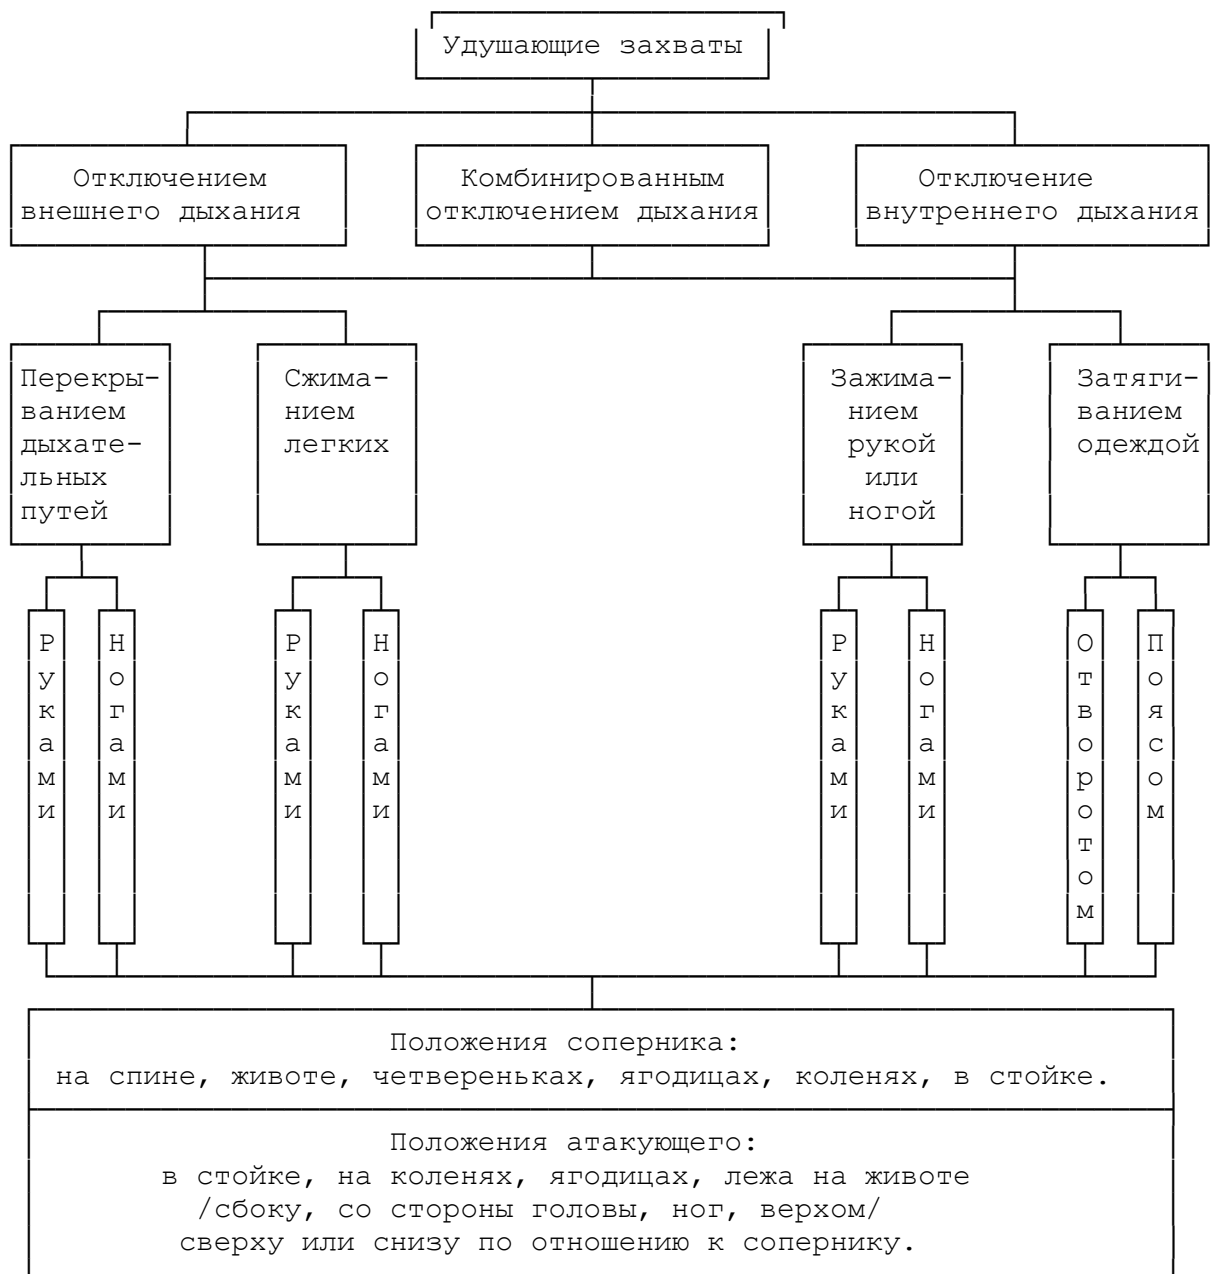 Удушающие захваты
Отключением
внешнего дыхания
Комбинированным
отключением дыхания
Отключение
внутреннего дыхания
Перекры-
ванием
дыхате-
льных
путей
Сжима-
нием
легких
Зажима-
нием
рукой
или
ногой
Затяги-
ванием
одеждой
Руками
Ногами
Руками
Ногами
Руками
Ногами
Отворотом
Поясом
Положения соперника:
на спине, животе, четвереньках, ягодицах, коленях, в стойке.
Положения атакующего:
в стойке, на коленях, ягодицах, лежа на животе
/сбоку, со стороны головы, ног, верхом/
сверху или снизу по отношению к сопернику.